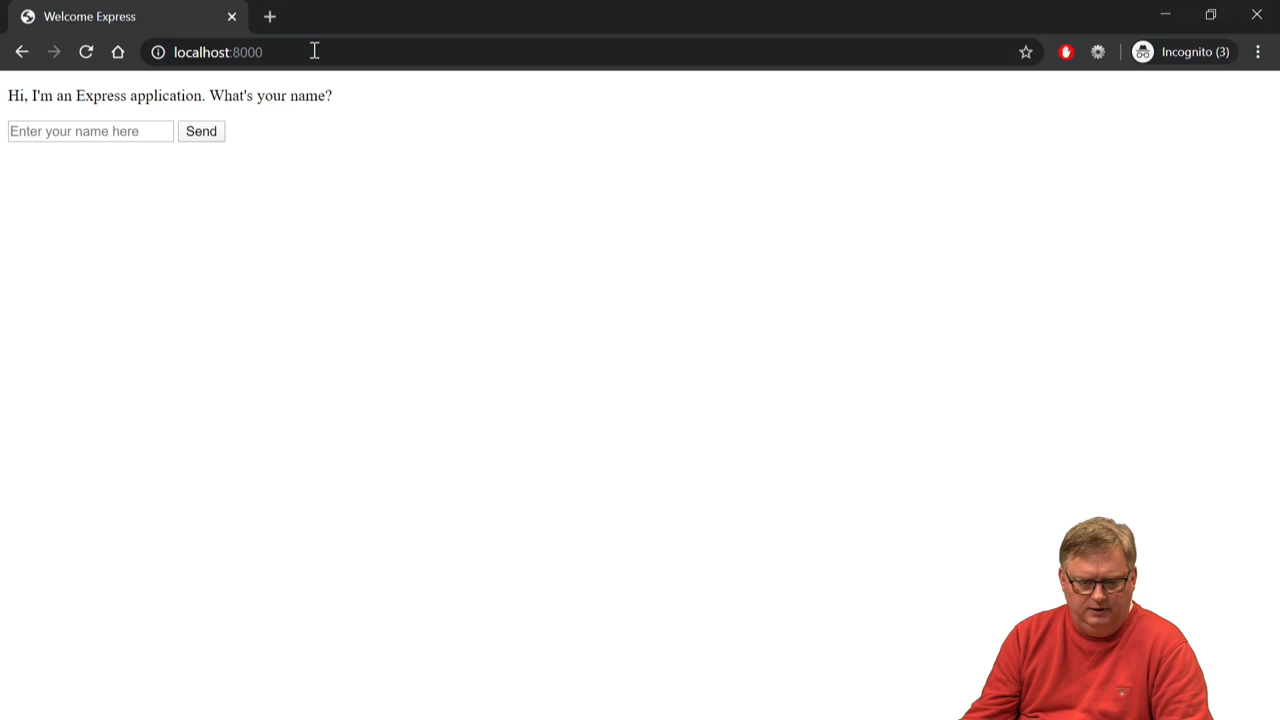 Welcome Express
localhost:8000
Incognito (3)
Hi, I'm an Express application. What's your name?
Enter your name here Send